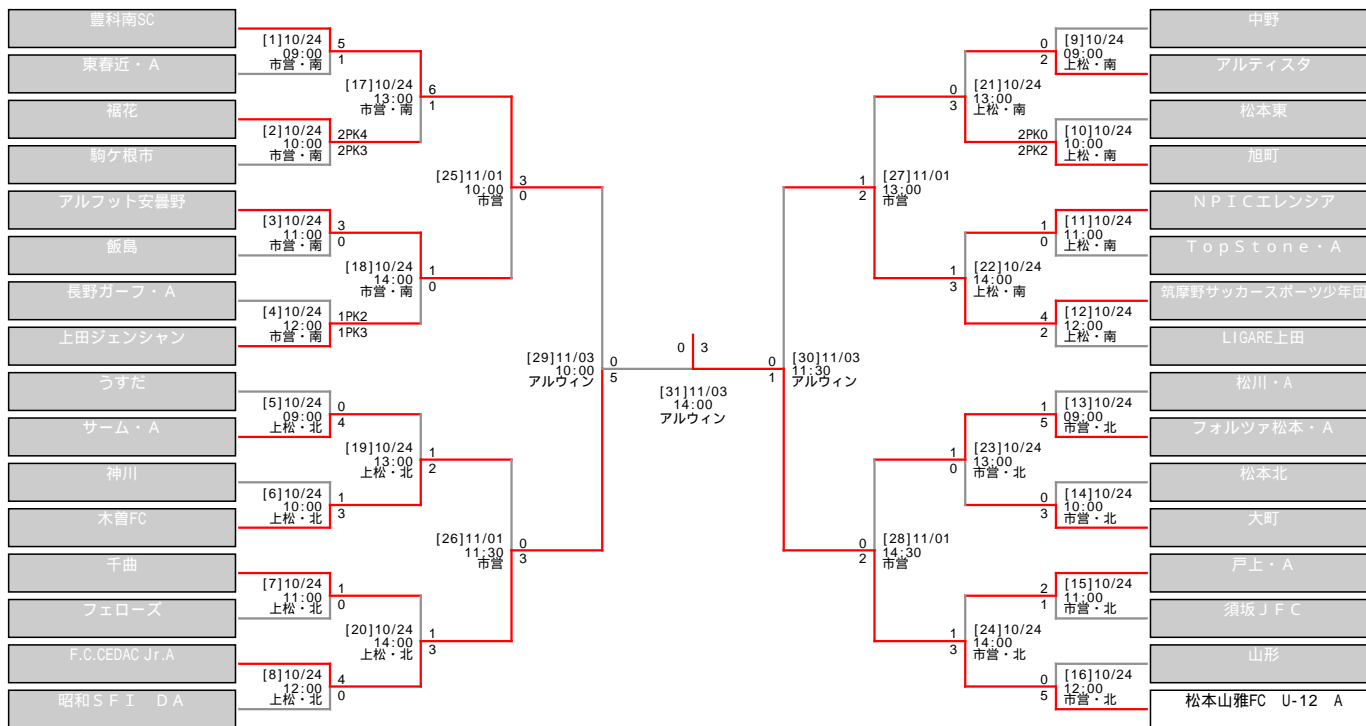 豊科南SC
東春近・A
裾花
駒ケ根市
アルフット安曇野
飯島
長野ガーフ・A
上田ジェンシャン
うすだ
サーム・A
神川
木曽FC
千曲
フェローズ
F.C.CEDAC Jr.A
昭和SFI DA
[1]10/24
09:00
市営・南
5
1
[2]10/24
10:00
市営・南
2PK4
2PK3
[3]10/24
11:00
市営・南
3
0
[4]10/24
12:00
市営・南
1PK2
1PK3
[5]10/24
09:00
上松・北
0
4
[6]10/24
10:00
上松・北
1
3
[7]10/24
11:00
上松・北
1
0
[8]10/24
12:00
上松・北
4
0
[17]10/24
13:00
市営・南
6
1
[18]10/24
14:00
市営・南
1
0
[19]10/24
13:00
上松・北
1
2
[20]10/24
14:00
上松・北
1
3
[25]11/01
10:00
市営
3
0
[26]11/01
11:30
市営
0
3
[29]11/03
10:00
アルウィン
0
5
0 3
[31]11/03
14:00
アルウィン
0
1
[30]11/03
11:30
アルウィン
1
2
[27]11/01
13:00
市営
0
2
[28]11/01
14:30
市営
0
3
[21]10/24
13:00
上松・南
1
3
[22]10/24
14:00
上松・南
1
0
[23]10/24
13:00
市営・北
1
3
[24]10/24
14:00
市営・北
0
2
[9]10/24
09:00
上松・南
2PK0
2PK2
[10]10/24
10:00
上松・南
1
0
[11]10/24
11:00
上松・南
4
2
[12]10/24
12:00
上松・南
1
5
[13]10/24
09:00
市営・北
0
3
[14]10/24
10:00
市営・北
2
1
[15]10/24
11:00
市営・北
0
5
[16]10/24
12:00
市営・北
中野
アルティスタ
松本東
旭町
NPICエレンシア
TopStone・A
筑摩野サッカースポーツ少年団
LIGARE上田
松川・A
フォルツァ松本・A
松本北
大町
戸上・A
須坂JFC
山形
松本山雅FC U-12 A